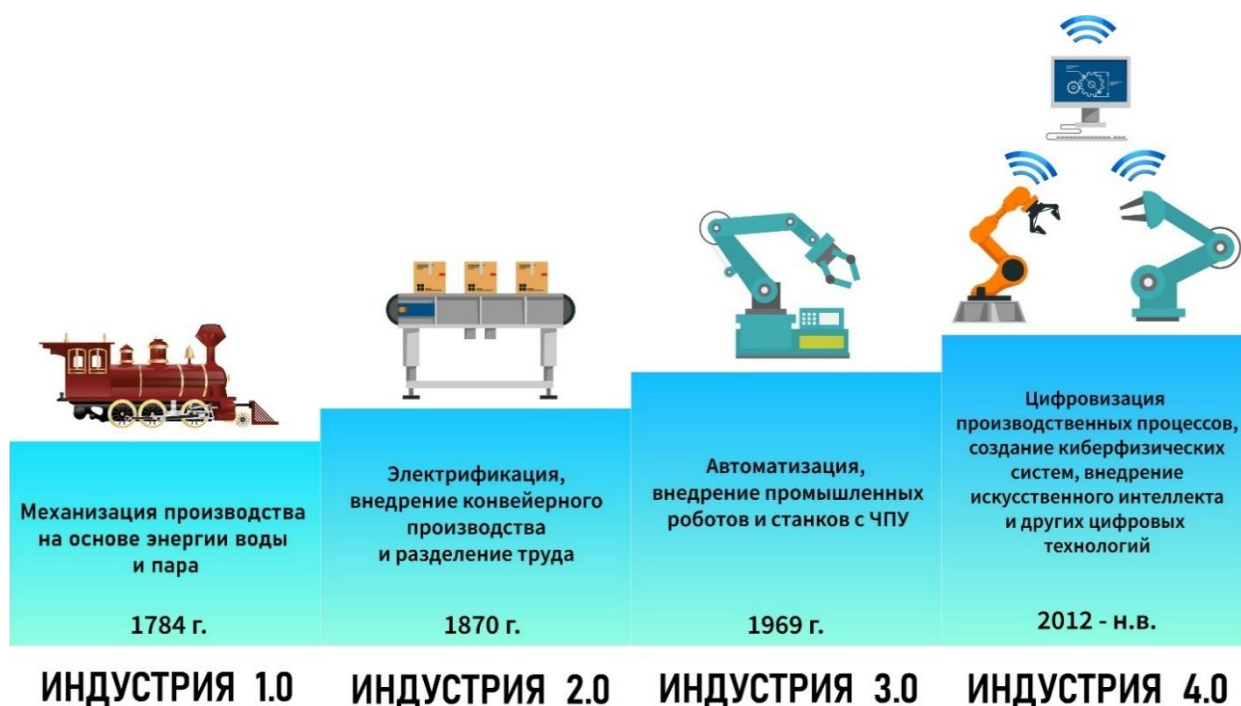 Механизация производства
на основе энергии воды
и пара
1784 г.
ИНДУСТРИЯ 1.0
Электрификация,
внедрение конвейерного
производства
и разделение труда
1870 г.
ИНДУСТРИЯ 2.0
Автоматизация,
внедрение промышленных
роботов и станков с ЧПУ
1969 г.
ИНДУСТРИЯ 3.0
Цифровизация
производственных процессов,
создание киберфизических
систем, внедрение
искусственного интеллекта
и других цифровых
технологий
2012 - н.в.
ИНДУСТРИЯ 4.0